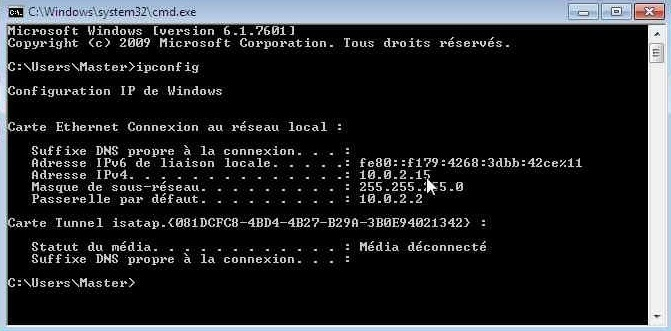 C:\Windows\system32\cmd.exe
Microsoft Windows [version 6.1.7601]
Copyright (c) 2009 Microsoft Corporation. Tous droits réservés.
C:\Users\Master>ipconfig
Configuration IP de Windows
Carte Ethernet Connexion au réseau local :
Suffixe DNS propre à la connexion. . . :
Adresse IPv6 de liaison locale. . . . . : fe80::f179:4268:3dbb:42ce%11
Adresse IPv4. . . . . . . . . . . . . . : 10.0.2.15
Masque de sous-réseau. . . . . . . . . : 255.255.255.0
Passerelle par défaut. . . . . . . . . : 10.0.2.2
Carte Tunnel isatap.{081DCFC8-4BD4-4B27-B29A-3B0E94021342} :
Statut du média. . . . . . . . . . . . : Média déconnecté
Suffixe DNS propre à la connexion. . . :
C:\Users\Master>